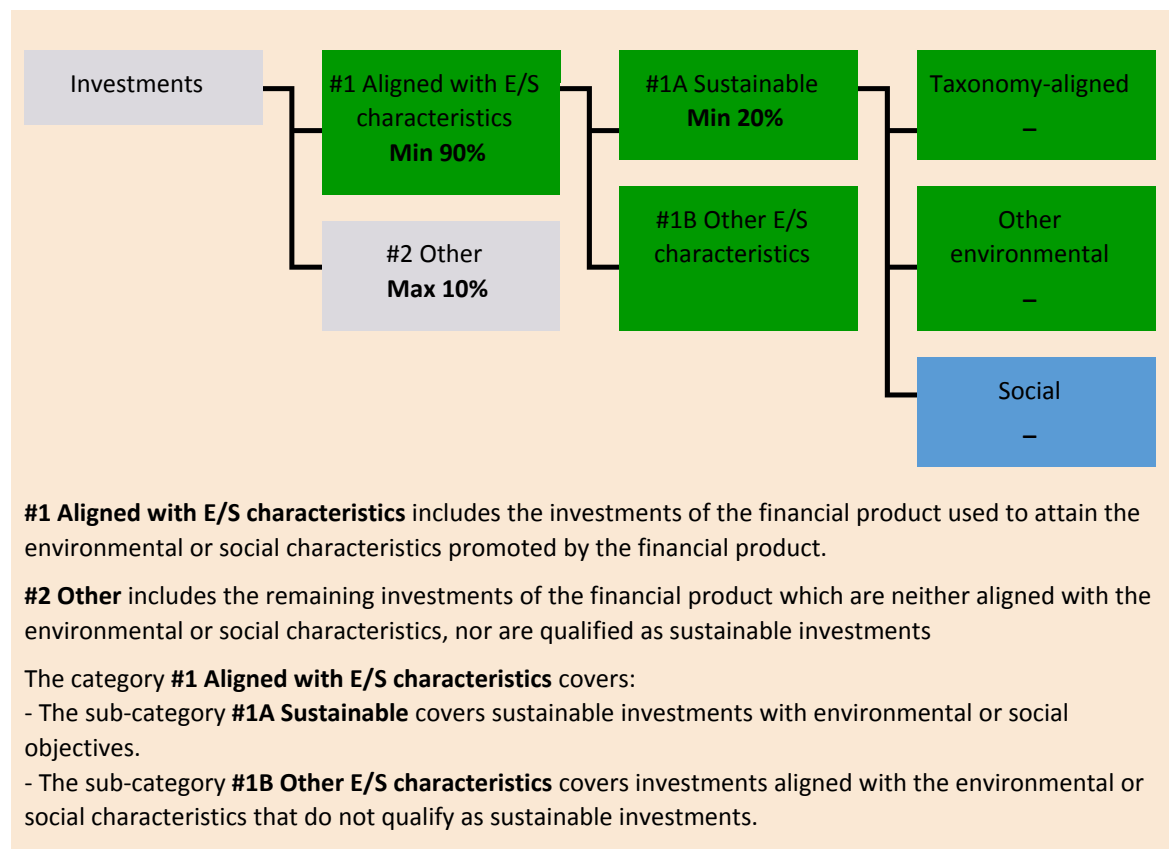 Investments
#1 Aligned with E/S
characteristics
Min 90%
#2 Other
Max 10%
#1A Sustainable
Min 20%
#1B Other E/S
characteristics
Taxonomy-aligned
–
Other
environmental
–
Social
–
#1 Aligned with E/S characteristics includes the investments of the financial product used to attain the
environmental or social characteristics promoted by the financial product.
#2 Other includes the remaining investments of the financial product which are neither aligned with the
environmental or social characteristics, nor are qualified as sustainable investments
The category #1 Aligned with E/S characteristics covers:
- The sub-category #1A Sustainable covers sustainable investments with environmental or social
objectives.
- The sub-category #1B Other E/S characteristics covers investments aligned with the environmental or
social characteristics that do not qualify as sustainable investments.